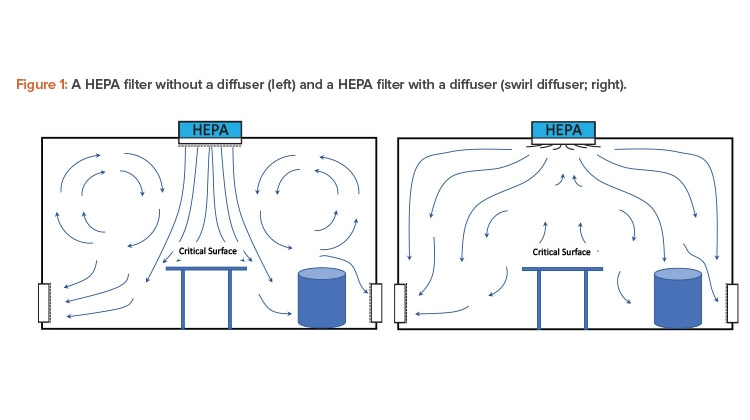 Figure 1: A HEPA filter without a diffuser (left) and a HEPA filter with a diffuser (swirl diffuser; right).
HEPA
Critical Surface
HEPA
Critical Surface